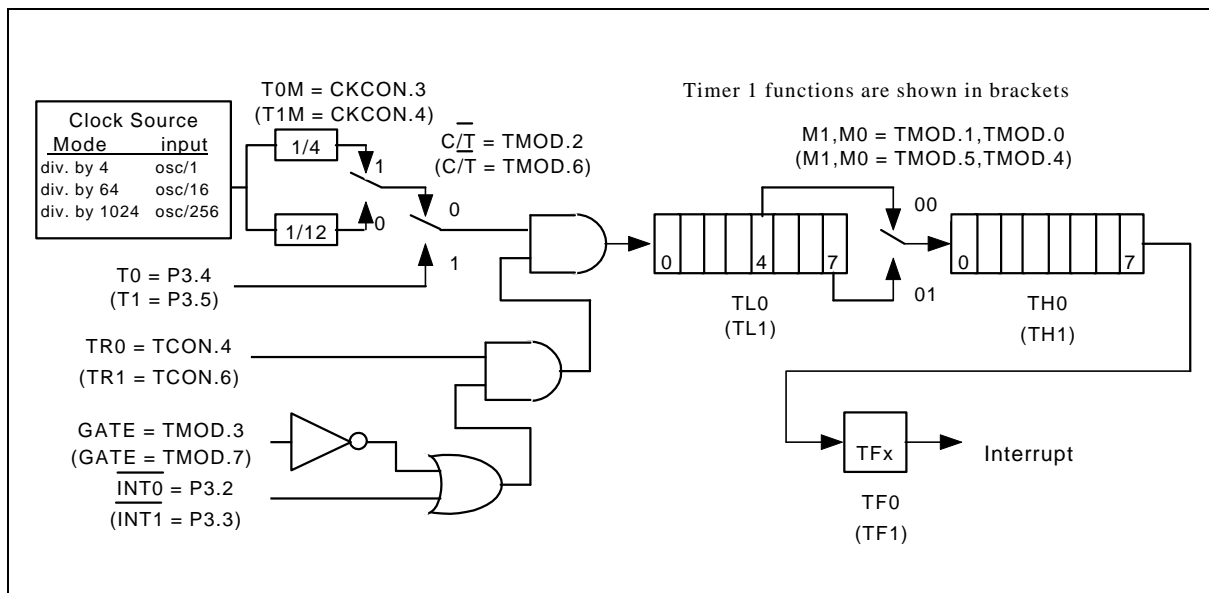 T0M = CKCON.3
(T1M = CKCON.4)
Timer 1 functions are shown in brackets
Clock Source
Mode input
div. by 4 osc/1
div. by 64 osc/16
div. by 1024 osc/256
1/4
1
C/T̅ = TMOD.2
(C/T̅ = TMOD.6)
M1,M0 = TMOD.1,TMOD.0
(M1,M0 = TMOD.5,TMOD.4)
1/12
0
0
1
00
01
0 4 7
0 7
T0 = P3.4
(T1 = P3.5)
TL0
(TL1)
TH0
(TH1)
TR0 = TCON.4
(TR1 = TCON.6)
GATE = TMOD.3
(GATE = TMOD.7)
I̅N̅T̅0̅ = P3.2
(I̅N̅T̅1̅ = P3.3)
TFx
Interrupt
TF0
(TF1)